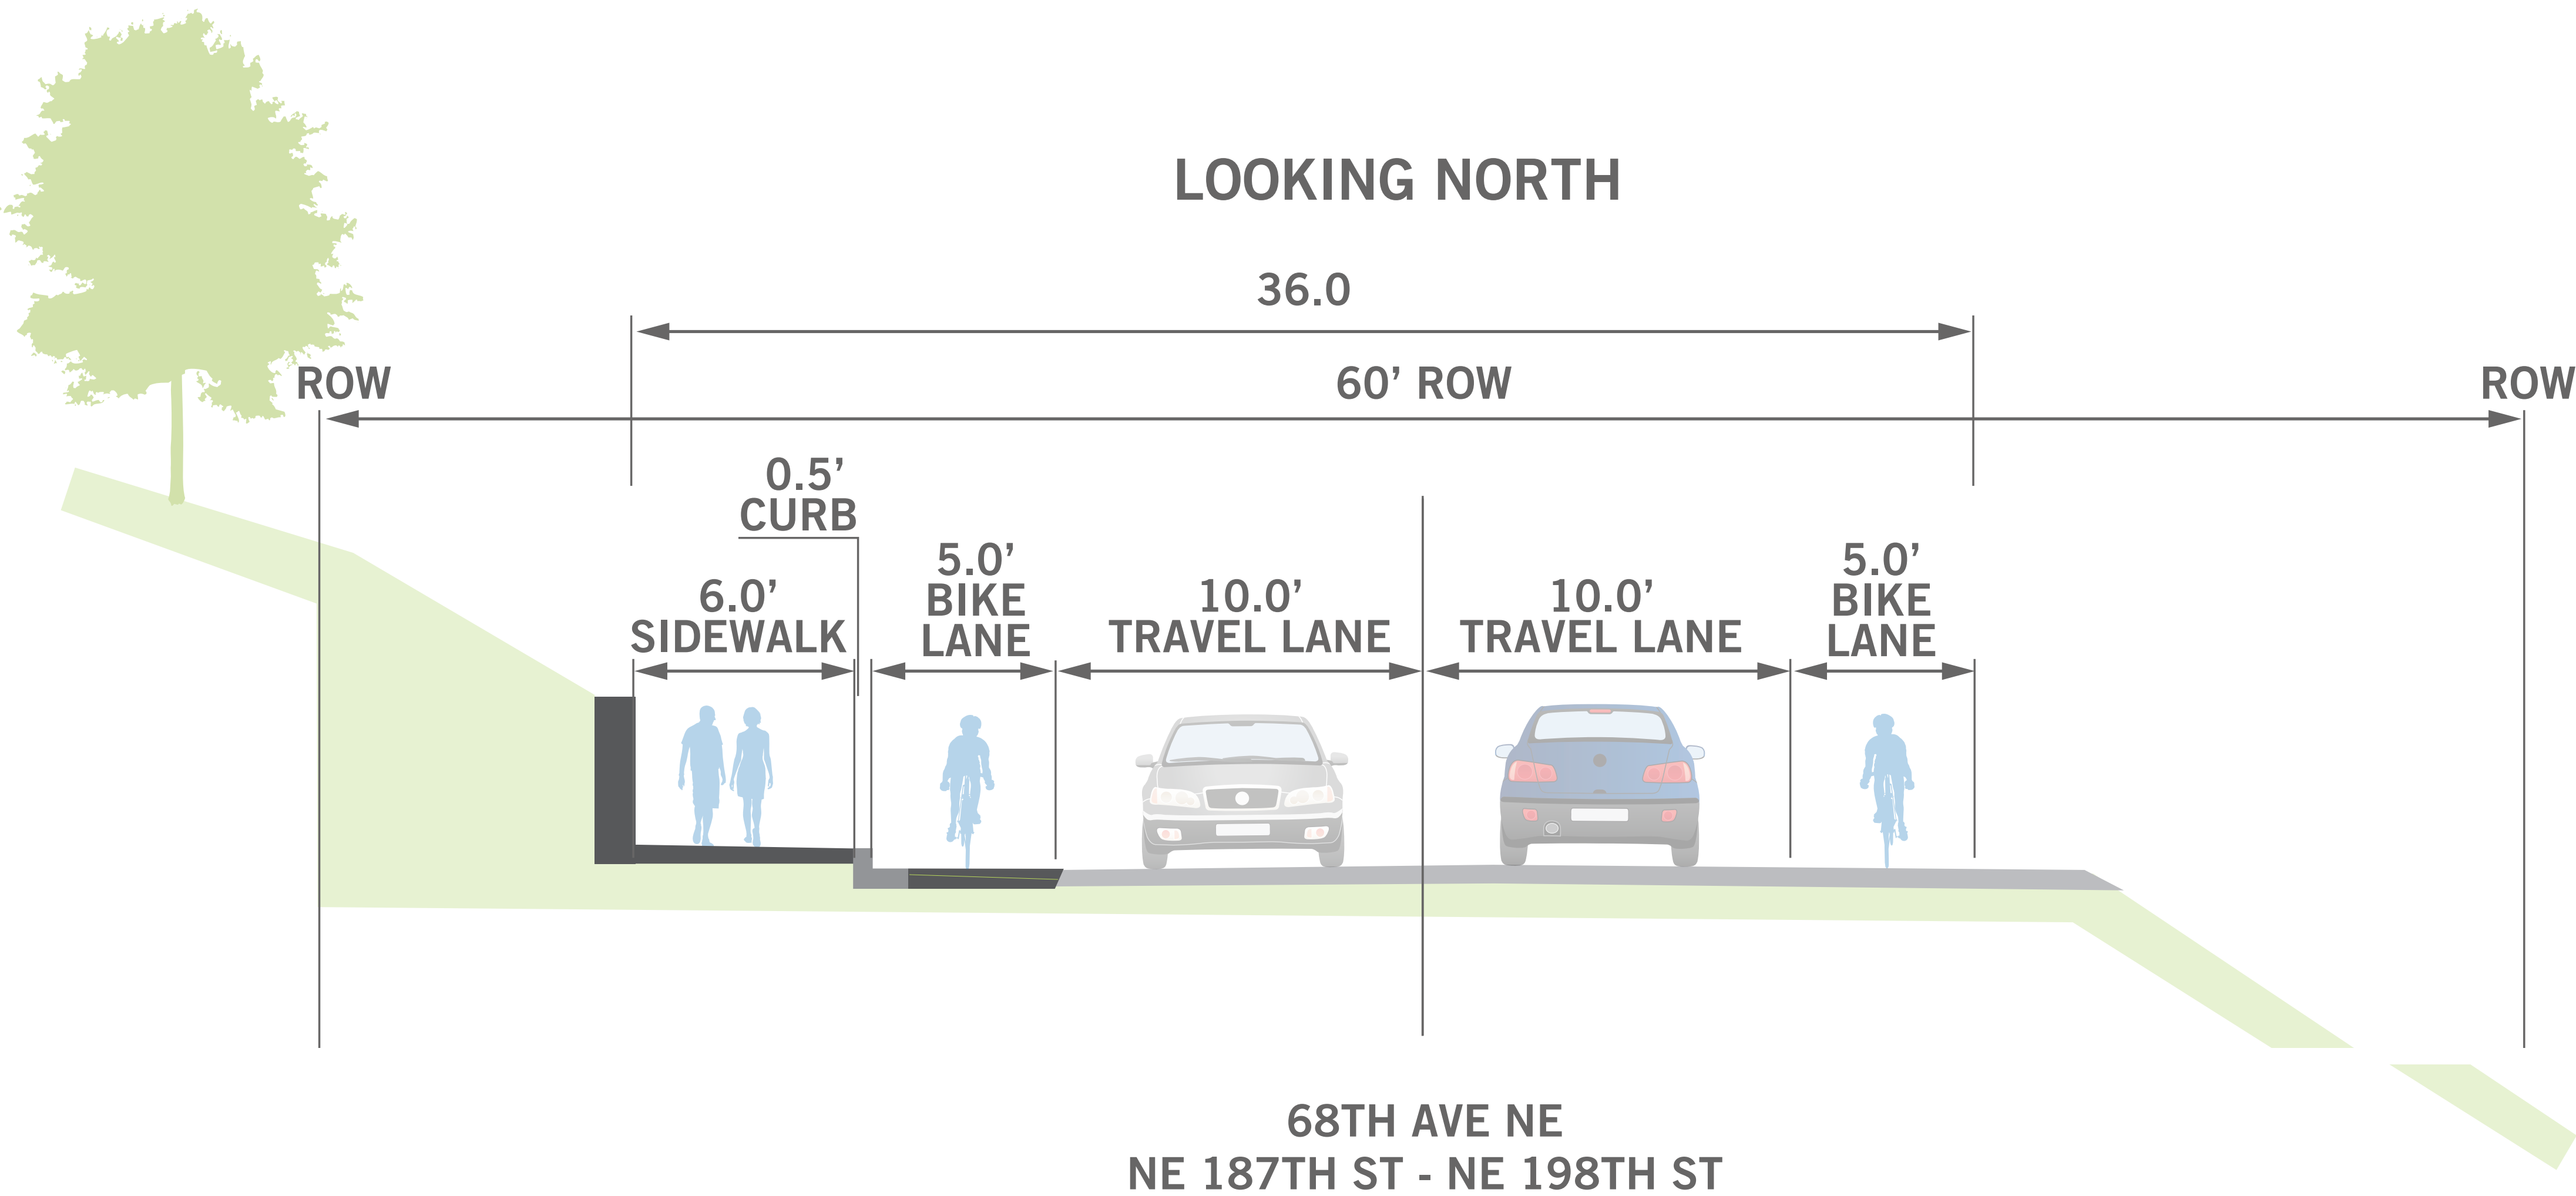 LOOKING NORTH
36.0
ROW
60’ ROW
ROW
0.5’
CURB
6.0’
SIDEWALK
5.0’
BIKE
LANE
10.0’
TRAVEL LANE
10.0’
TRAVEL LANE
5.0’
BIKE
LANE
68TH AVE NE
NE 187TH ST - NE 198TH ST